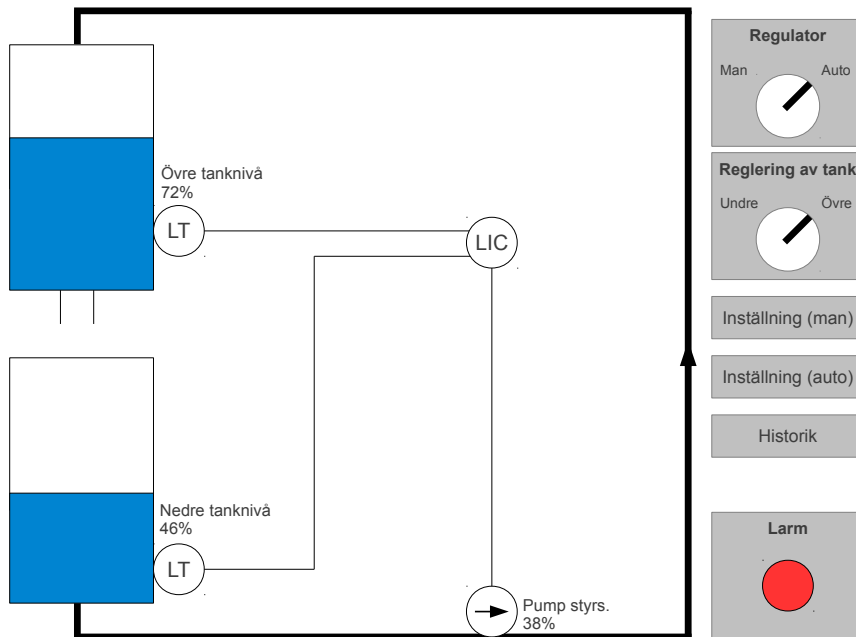 Regulator
Man
Auto
Övre tanknivå
72%
LT
LIC
Reglering av tank
Undre
Övre
Inställning (man)
Inställning (auto)
Historik
Nedre tanknivå
46%
LT
Pump styrs.
38%
Larm